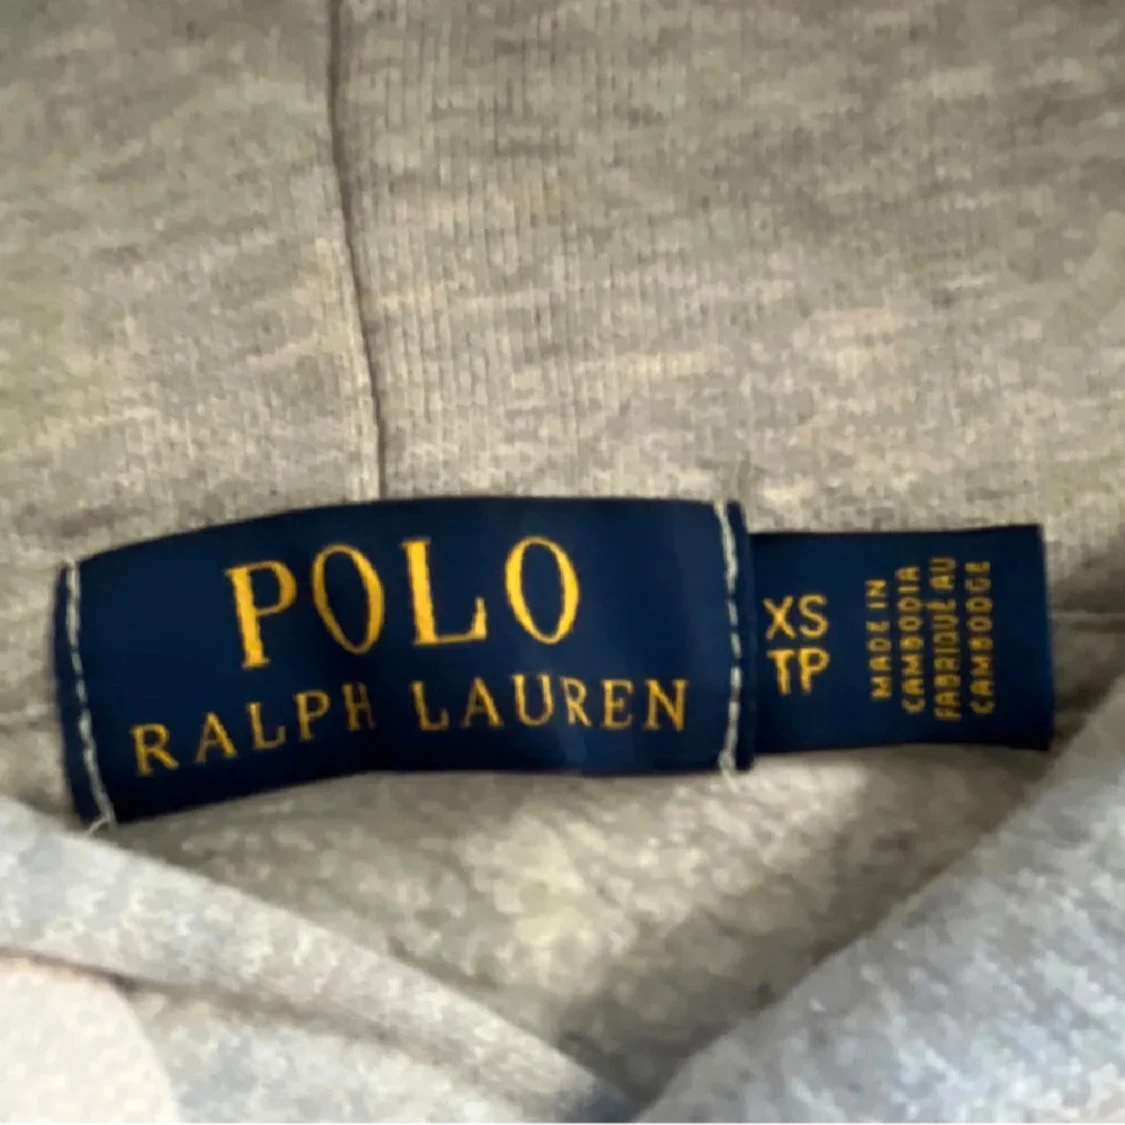 POLO
RALPH LAUREN
XS
TP
MADE IN
CAMBODIA
FABRIQUÉ AU
CAMBODGE